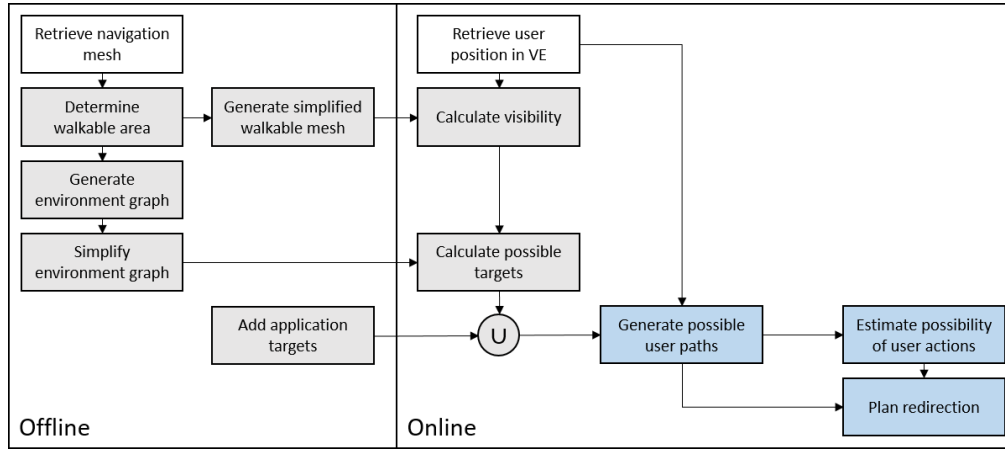 Retrieve navigation
mesh
Determine
walkable area
Generate simplified
walkable mesh
Generate
environment graph
Simplify
environment graph
Add application
targets
Offline
Retrieve user
position in VE
Calculate visibility
Calculate possible
targets
U
Generate possible
user paths
Estimate possibility
of user actions
Plan redirection
Online